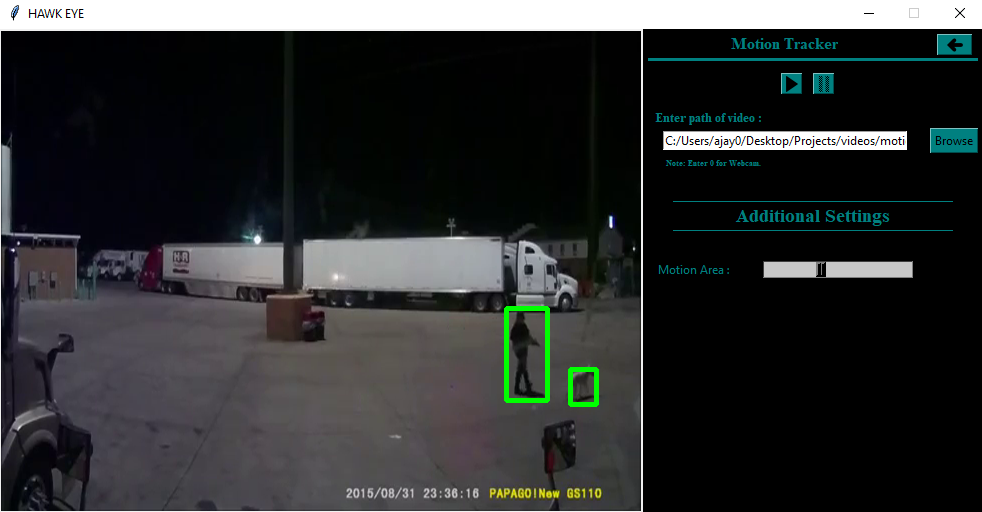 HAWK EYE
Motion Tracker
Enter path of video :
C:/Users/ajay0/Desktop/Projects/videos/moti
Browse
Note: Enter 0 for Webcam.
Additional Settings
Motion Area :
H&R
2015/08/31 23:36:16 PAPAGO!New GS110